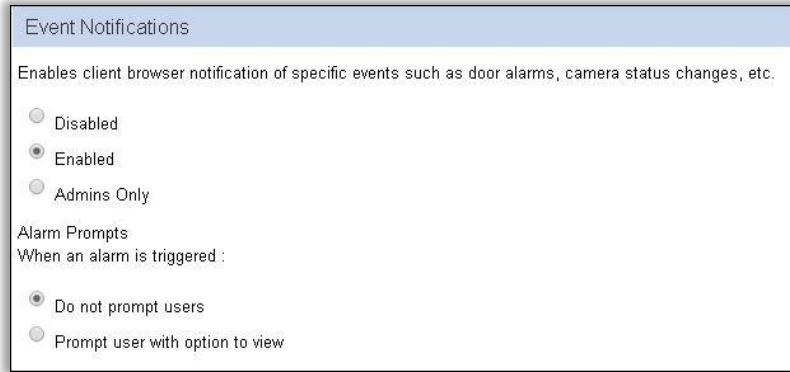 Event Notifications
Enables client browser notification of specific events such as door alarms, camera status changes, etc.
Disabled
Enabled
Admins Only
Alarm Prompts
When an alarm is triggered :
Do not prompt users
Prompt user with option to view